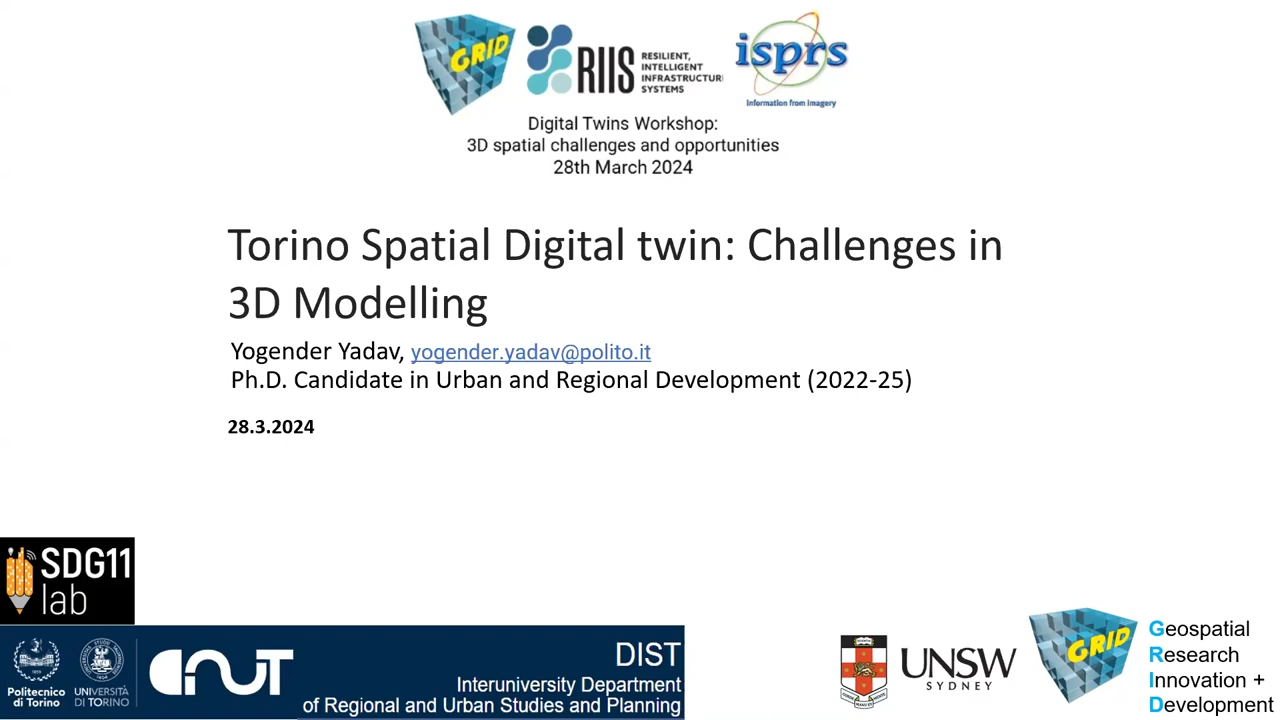 GRID
RIIS
RESILIENT,
INTELLIGENT
INFRASTRUCTUR
SYSTEMS
isprs
Information from Imagery
Digital Twins Workshop:
3D spatial challenges and opportunities
28th March 2024
Torino Spatial Digital twin: Challenges in
3D Modelling
Yogender Yadav, yogender.yadav@polito.it
Ph.D. Candidate in Urban and Regional Development (2022-25)
28.3.2024
SDG11
lab
Politecnico
di Torino
UNIVERSITÀ
DI TORINO
DIST
Interuniversity Department
of Regional and Urban Studies and Planning
UNSW
SYDNEY
GRID
Geospatial
Research
Innovation +
Development